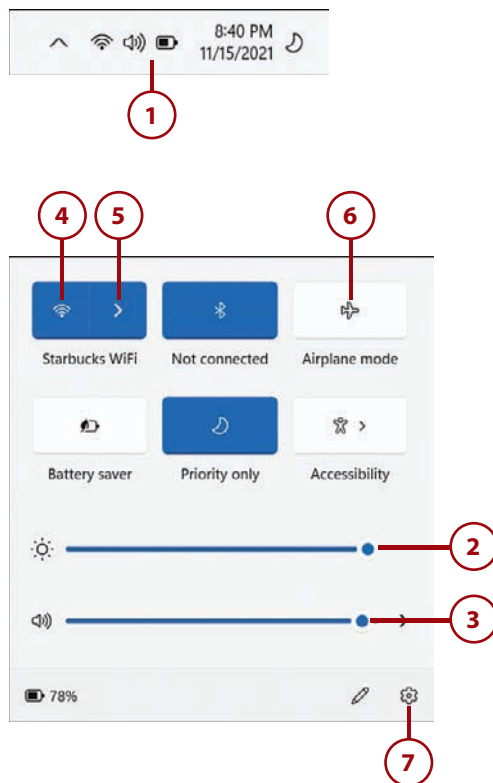 8:40 PM
11/15/2021
1
4 5 6
Starbucks WiFi Not connected Airplane mode
Battery saver Priority only Accessibility
2
3
78%
7